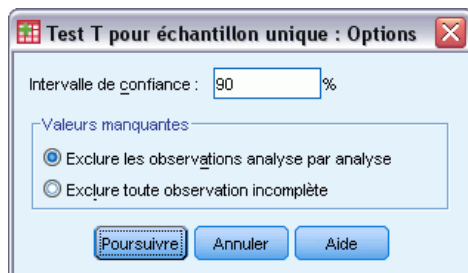 Test T pour échantillon unique : Options
Intervalle de confiance : 90 %
Valeurs manquantes
Exclure les observations analyse par analyse
Exclure toute observation incomplète
Poursuivre Annuler Aide